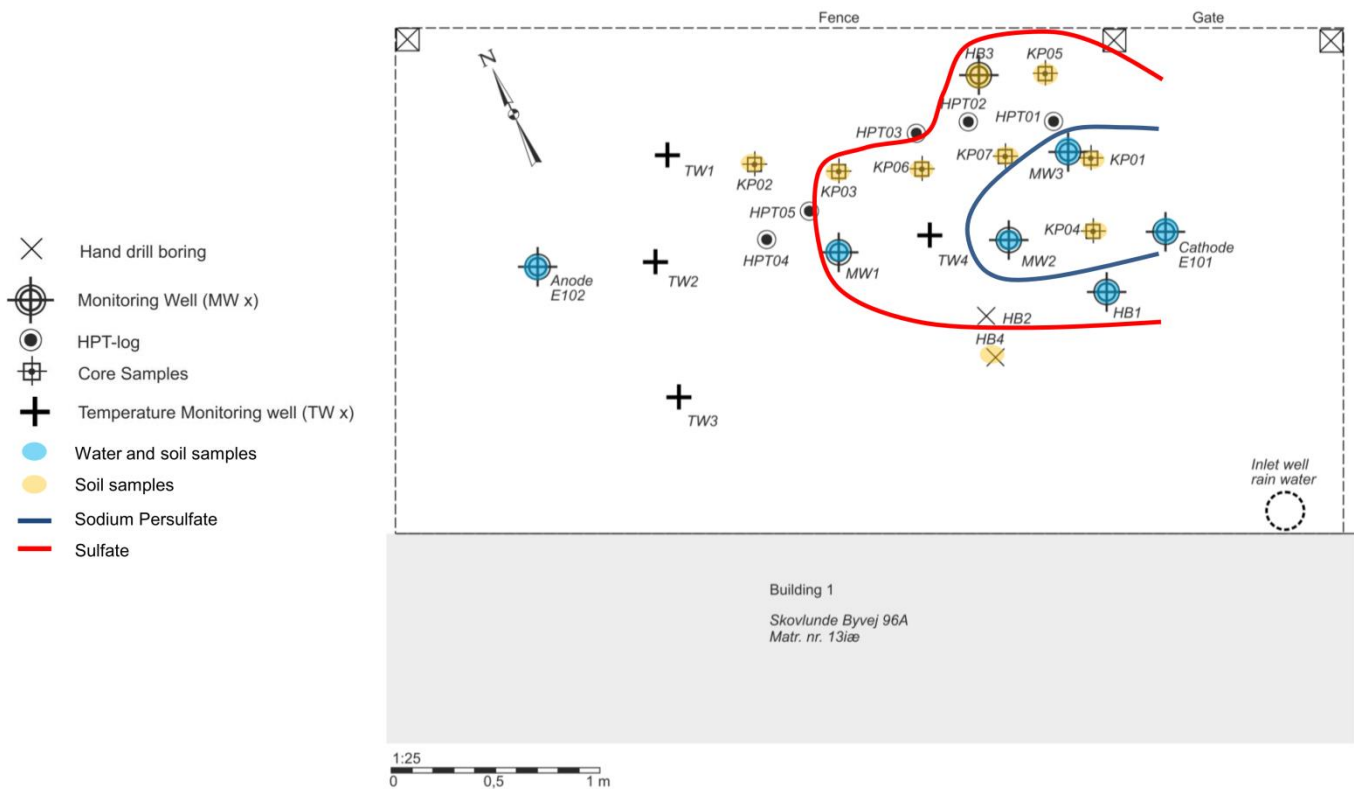 Fence
Gate
N
HB3
KP05
HPT02
HPT01
HPT03
KP07
KP06
MW3
KP01
TW1
KP02
KP03
HPT05
KP04
HPT04
MW1
TW4
MW2
Cathode
E101
Anode
E102
TW2
HB1
HB2
HB4
TW3
Inlet well
rain water
Hand drill boring
Monitoring Well (MW x)
HPT-log
Core Samples
Temperature Monitoring well (TW x)
Water and soil samples
Soil samples
Sodium Persulfate
Sulfate
Building 1
Skovlunde Byvej 96A
Matr. nr. 13iæ
1:25
0 0,5 1 m